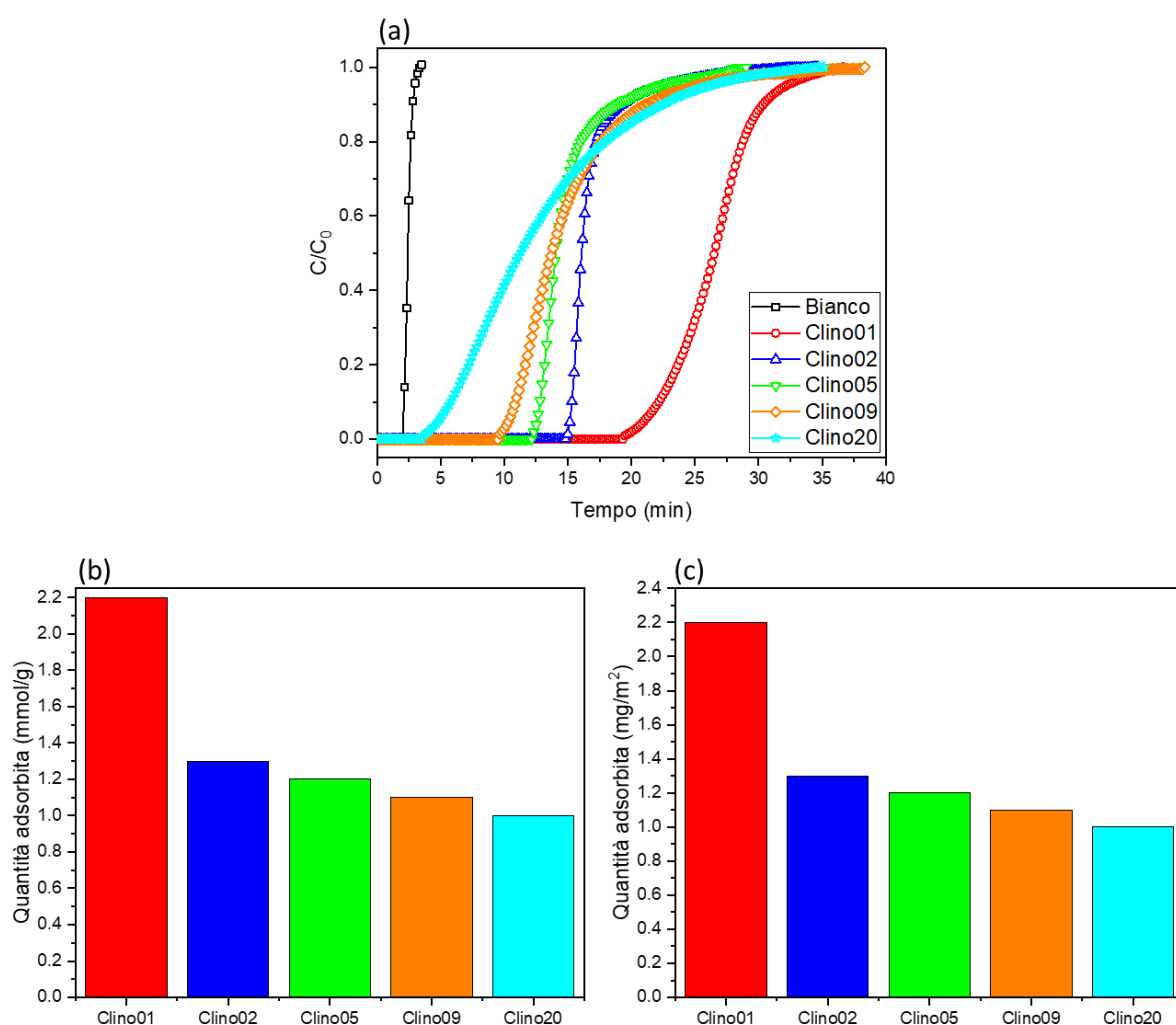 (a)
C/C0
1.0
0.8
0.6
0.4
0.2
0.0
0 5 10 15 20 25 30 35 40
Tempo (min)
Bianco
Clino01
Clino02
Clino05
Clino09
Clino20
(b)
Quantità adsorbita (mmol/g)
2.2
2.0
1.8
1.6
1.4
1.2
1.0
0.8
0.6
0.4
0.2
0.0
Clino01 Clino02 Clino05 Clino09 Clino20
(c)
Quantità adsorbita (mg/m²)
2.4
2.2
2.0
1.8
1.6
1.4
1.2
1.0
0.8
0.6
0.4
0.2
0.0
Clino01 Clino02 Clino05 Clino09 Clino20